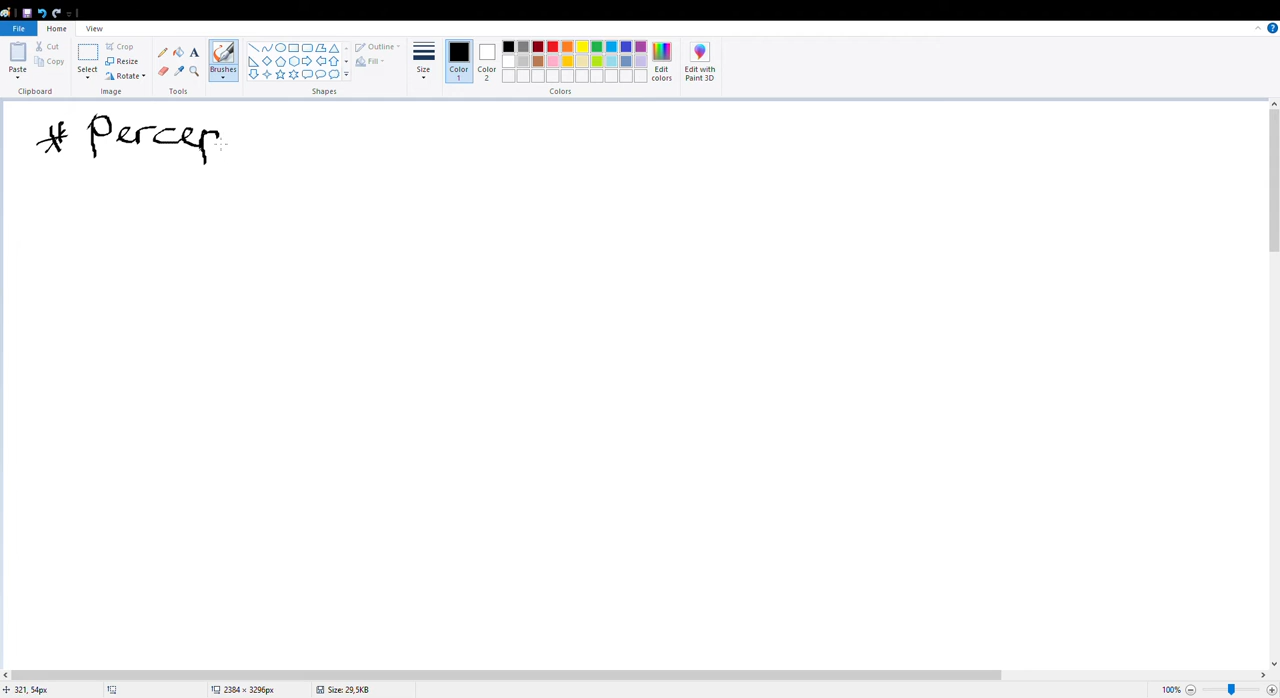 File Home View
Paste Cut Copy Select Crop Resize Rotate Brushes Size Outline Fill Color 1 Color 2 Edit colors Edit with Paint 3D
Clipboard Image Tools Shapes Colors
* Percep
321, 54px 2384 × 3296px Size: 29,5KB 100%